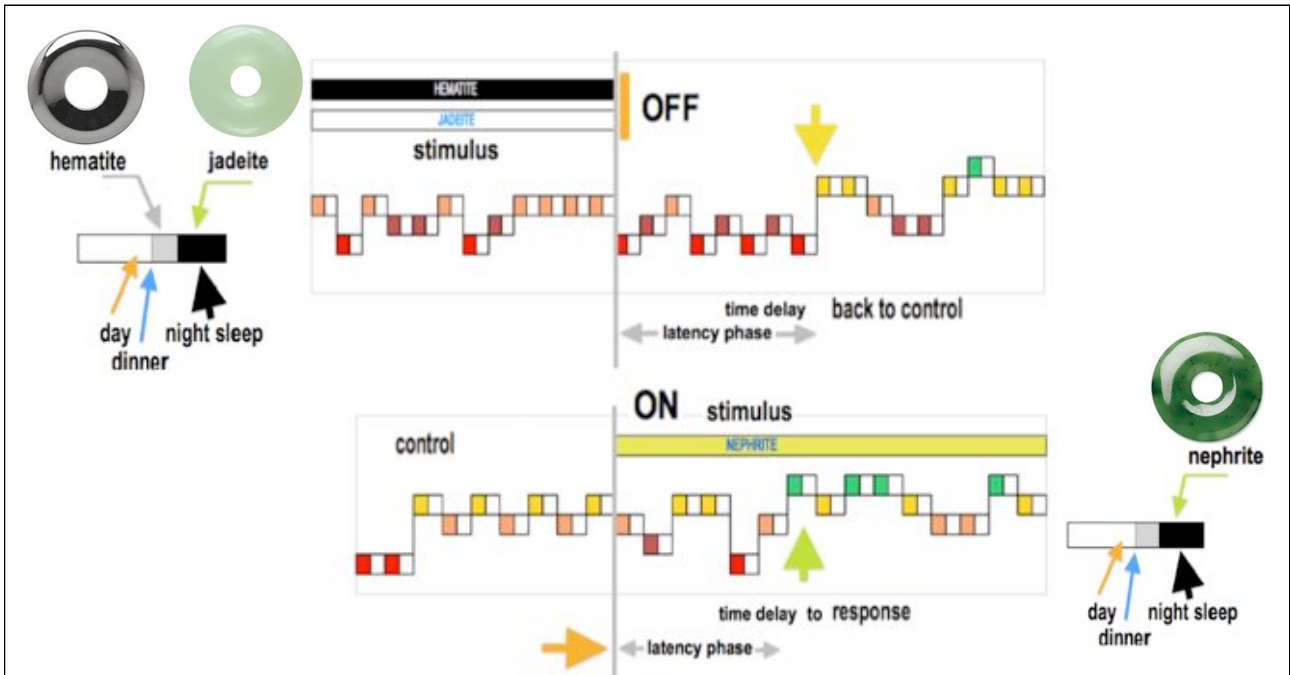 hematite
jadeite
day
dinner
night sleep
HEMATITE
JADEITE
stimulus
OFF
time delay
back to control
latency phase
ON
stimulus
control
NEPHRITE
time delay to response
latency phase
nephrite
day
dinner
night sleep